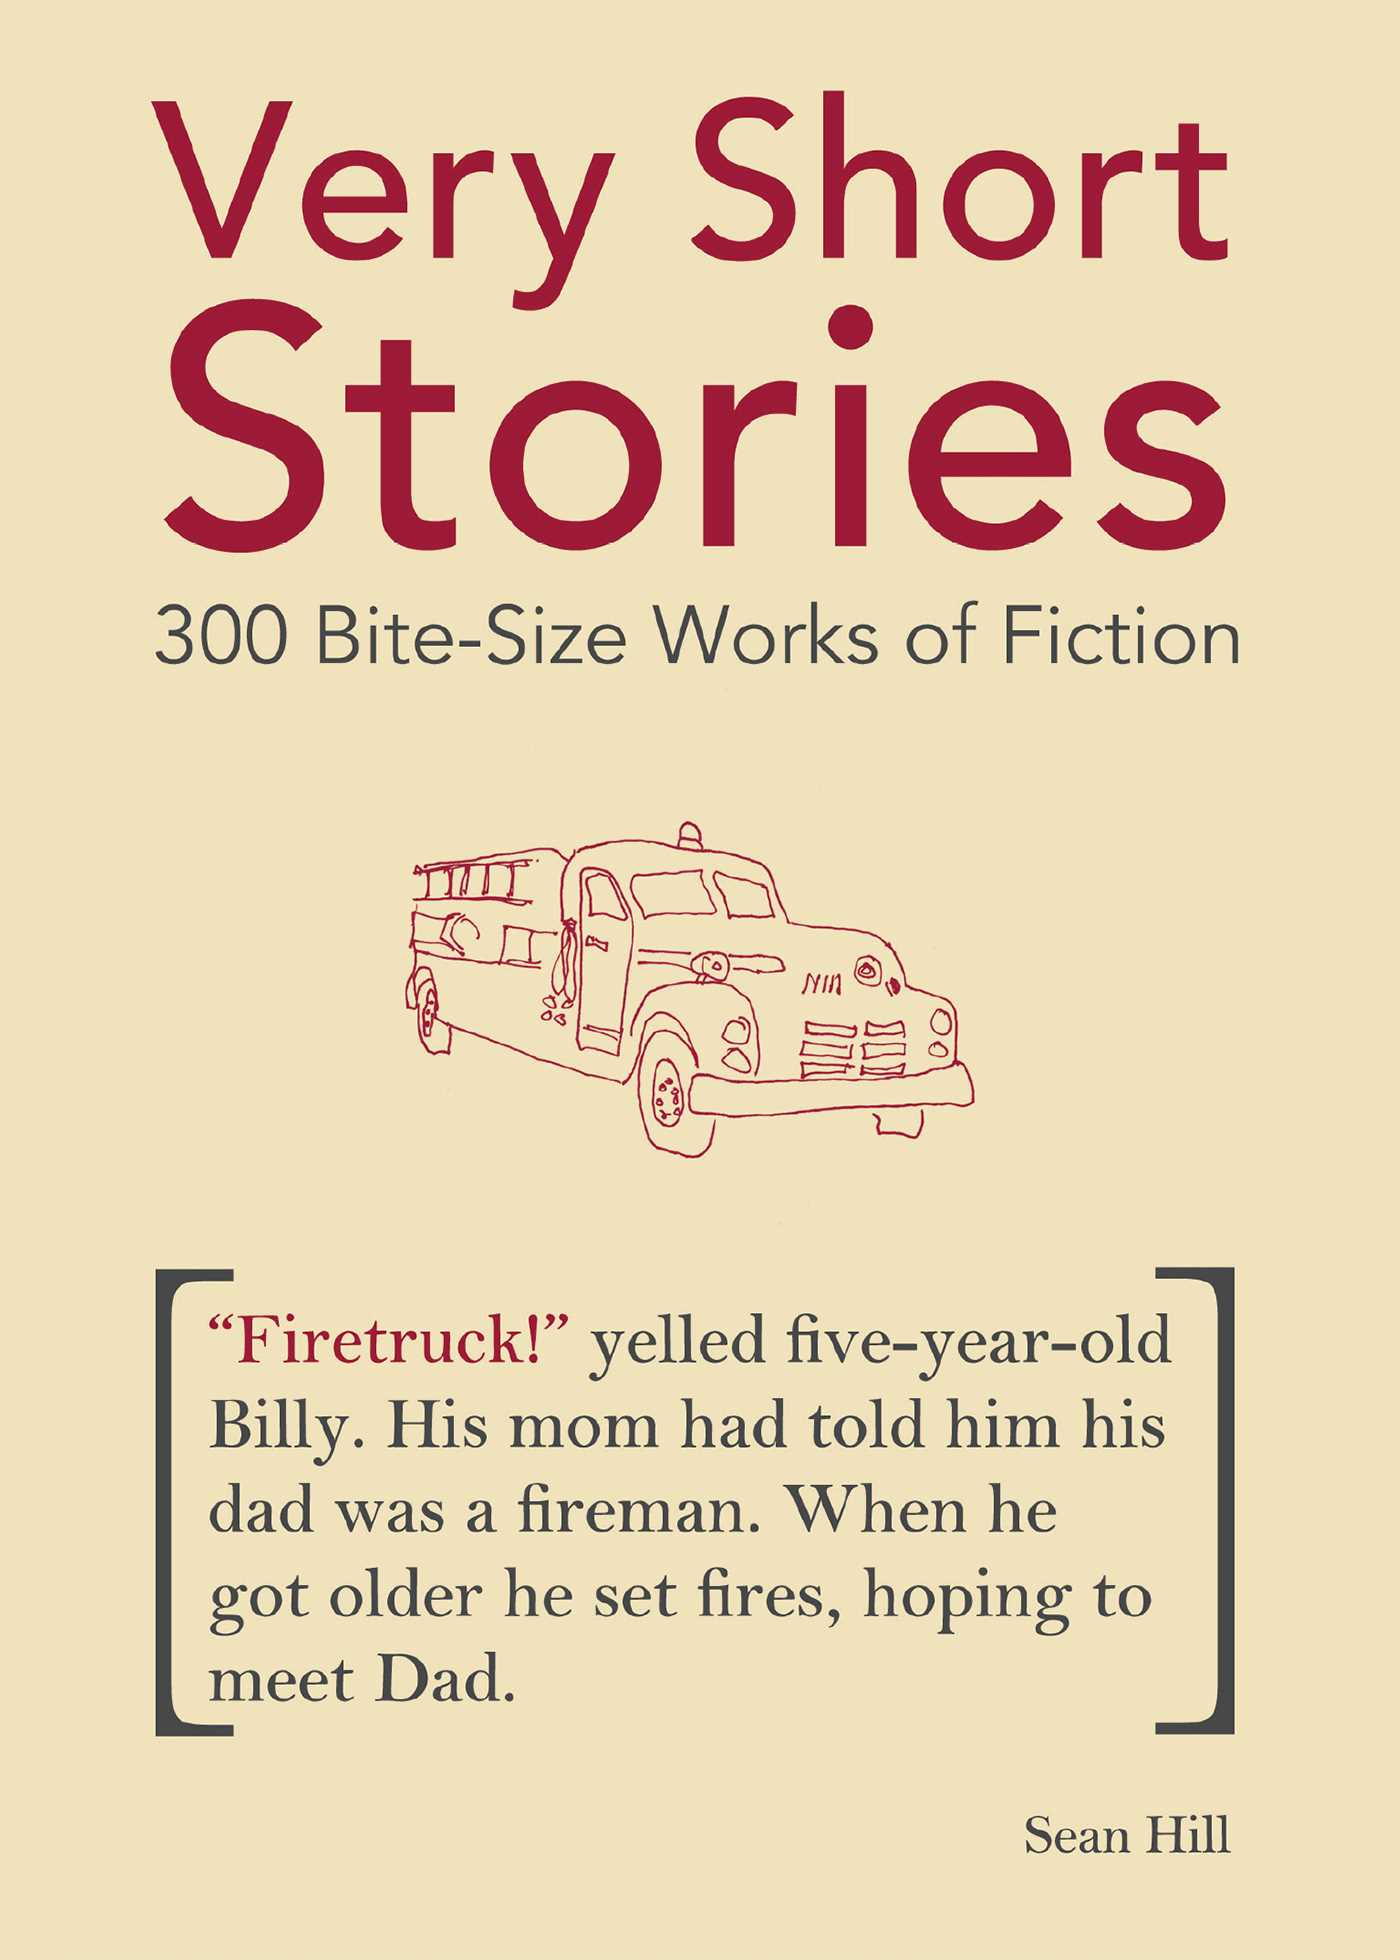 Very Short
Stories
300 Bite-Size Works of Fiction
“Firetruck!” yelled five-year-old
Billy. His mom had told him his
dad was a fireman. When he
got older he set fires, hoping to
meet Dad.
Sean Hill